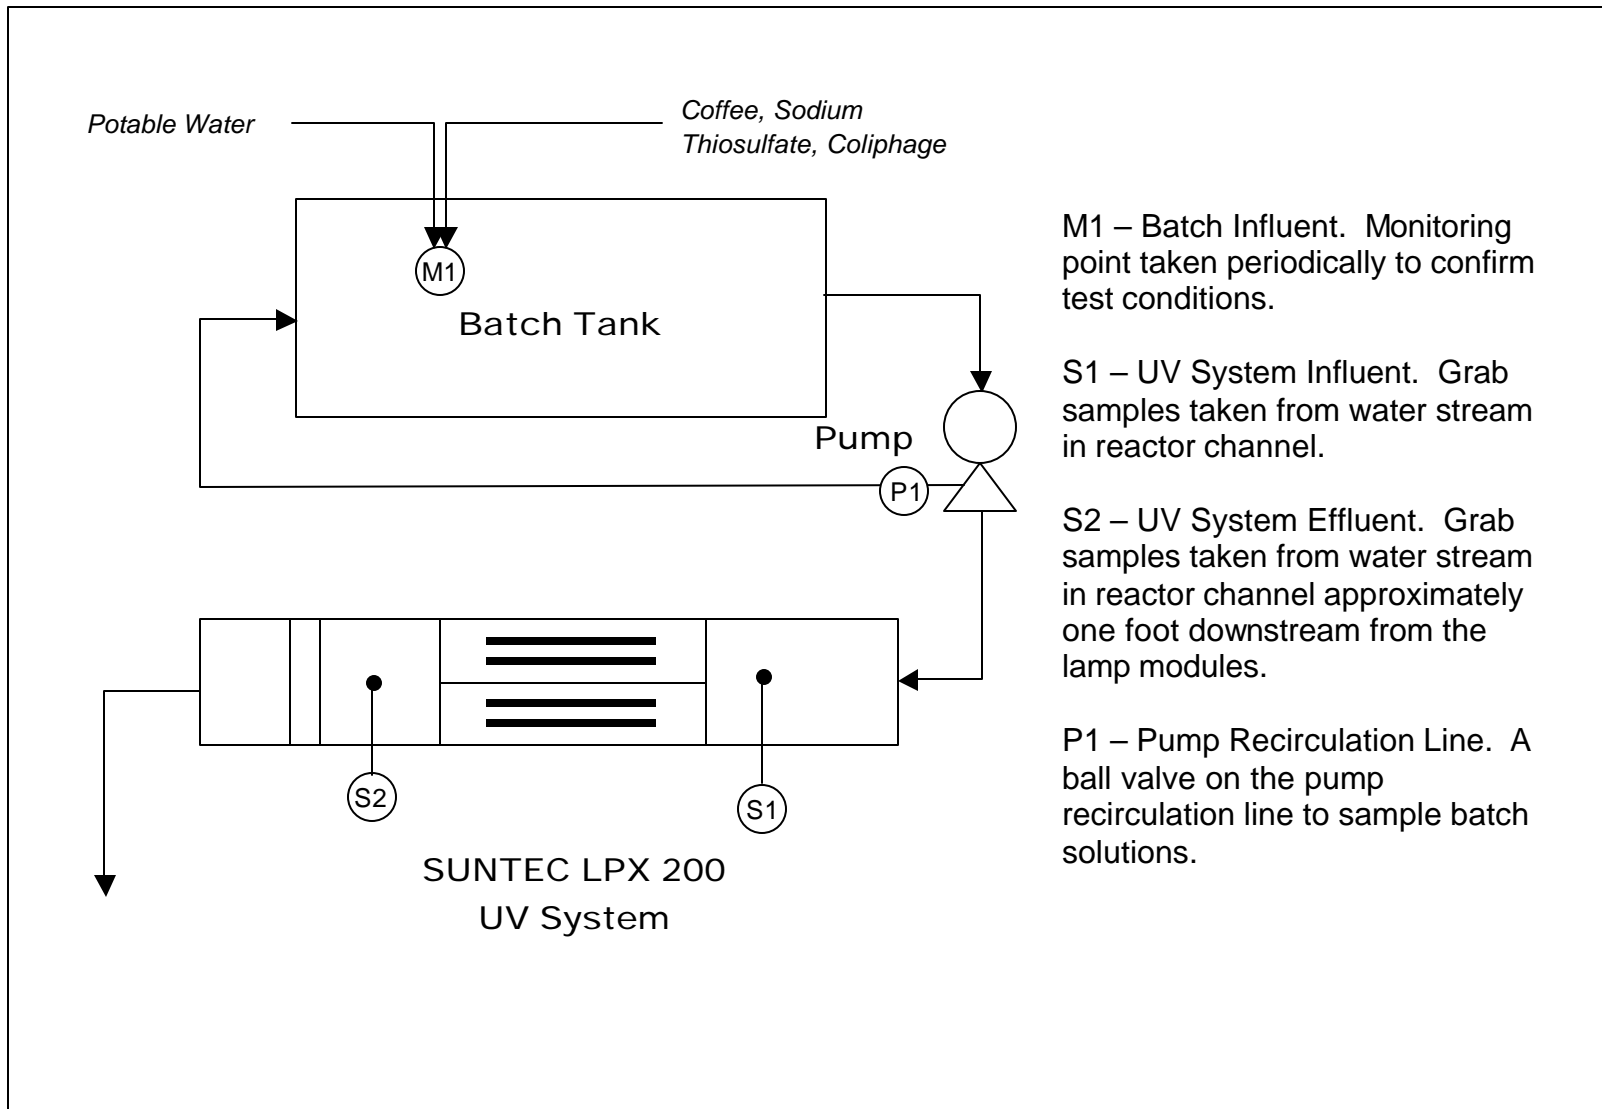 Potable Water
Coffee, Sodium
Thiosulfate, Coliphage
M1
Batch Tank
Pump
P1
S2
S1
SUNTEC LPX 200
UV System
M1 – Batch Influent.  Monitoring
point taken periodically to confirm
test conditions.
S1 – UV System Influent.  Grab
samples taken from water stream
in reactor channel.
S2 – UV System Effluent.  Grab
samples taken from water stream
in reactor channel approximately
one foot downstream from the
lamp modules.
P1 – Pump Recirculation Line.  A
ball valve on the pump
recirculation line to sample batch
solutions.